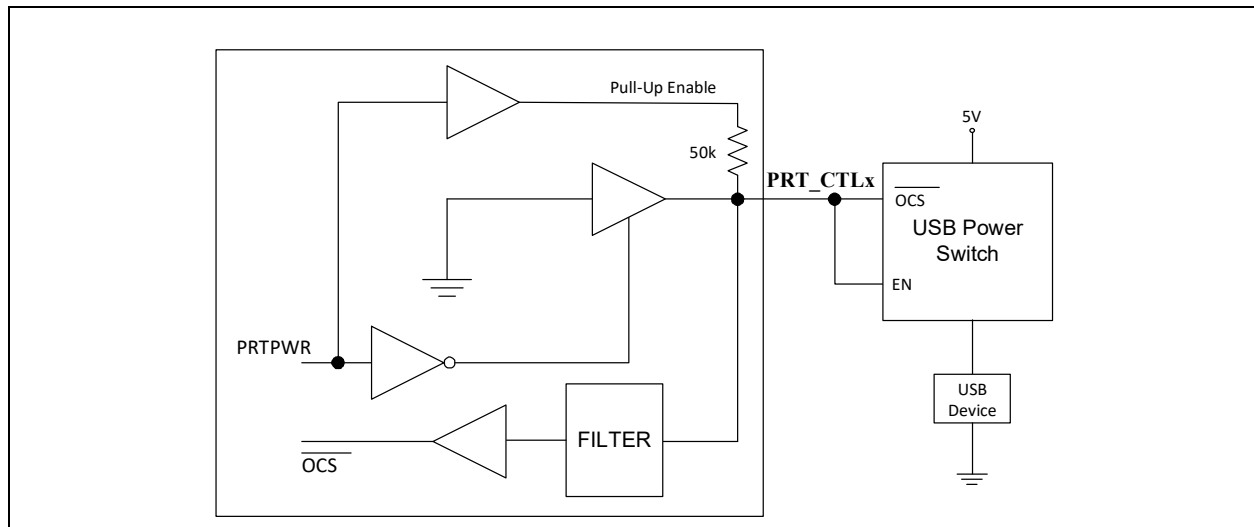 Pull-Up Enable
5V
50k
PRT_CTLx
OCS
USB Power
Switch
EN
PRTPWR
USB
Device
FILTER
OCS